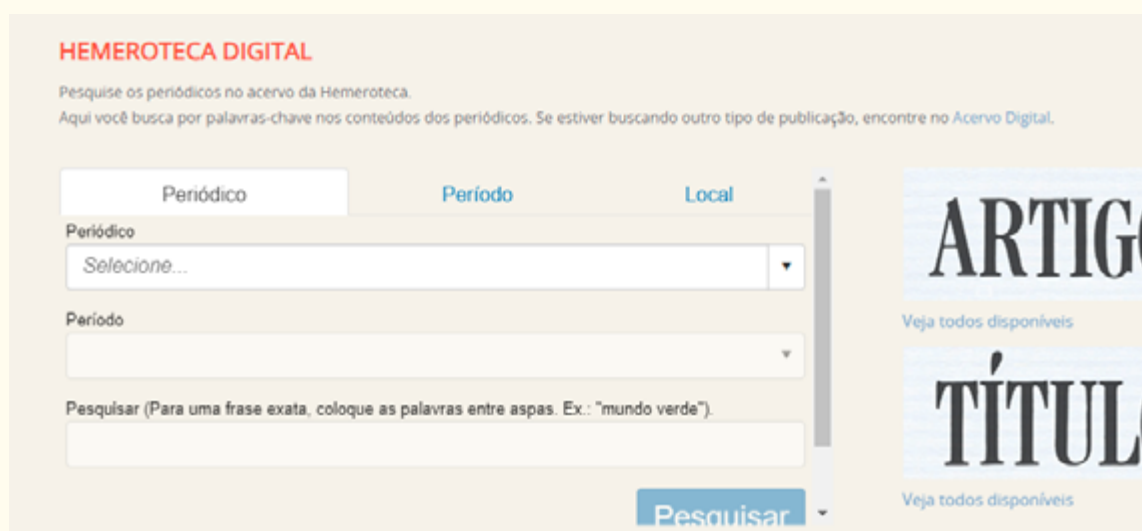 HEMEROTECA DIGITAL
Pesquise os periódicos no acervo da Hemeroteca.
Aqui você busca por palavras-chave nos conteúdos dos periódicos. Se estiver buscando outro tipo de publicação, encontre no Acervo Digital.
Periódico Período Local
Periódico
Selecione...
Período
Pesquisar (Para uma frase exata, coloque as palavras entre aspas. Ex.: "mundo verde").
Pesquisar
ARTIGO
Veja todos disponíveis
TÍTULO
Veja todos disponíveis